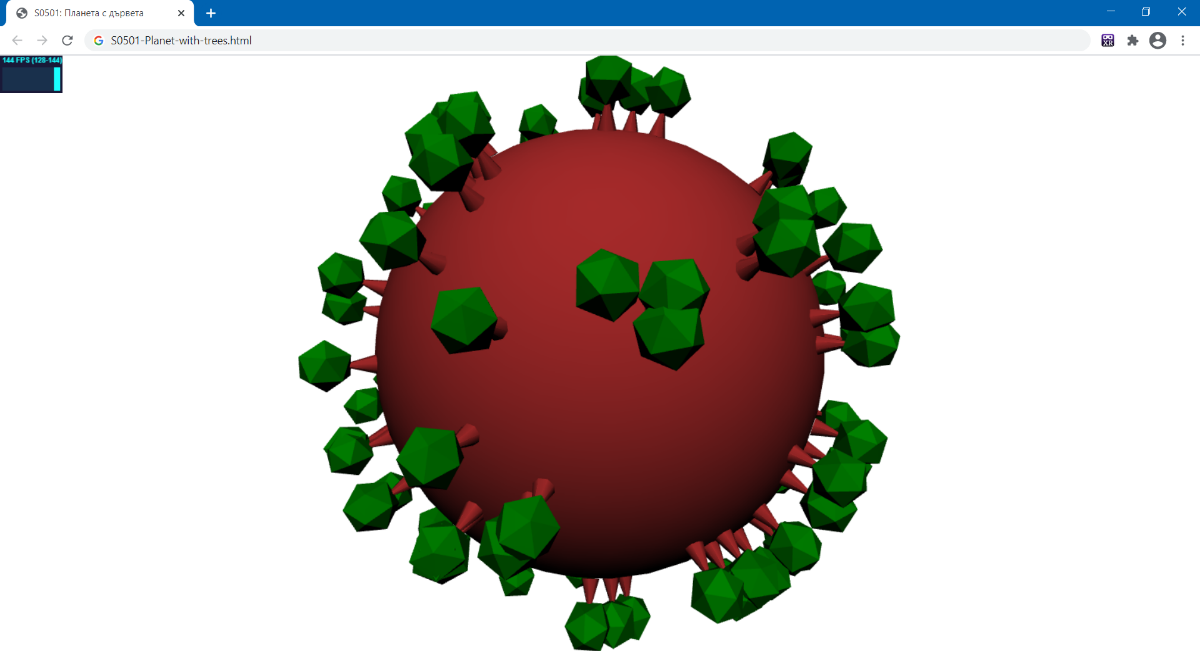 S0501: Планета с дървета
S0501-Planet-with-trees.html
144 FPS (128-144)